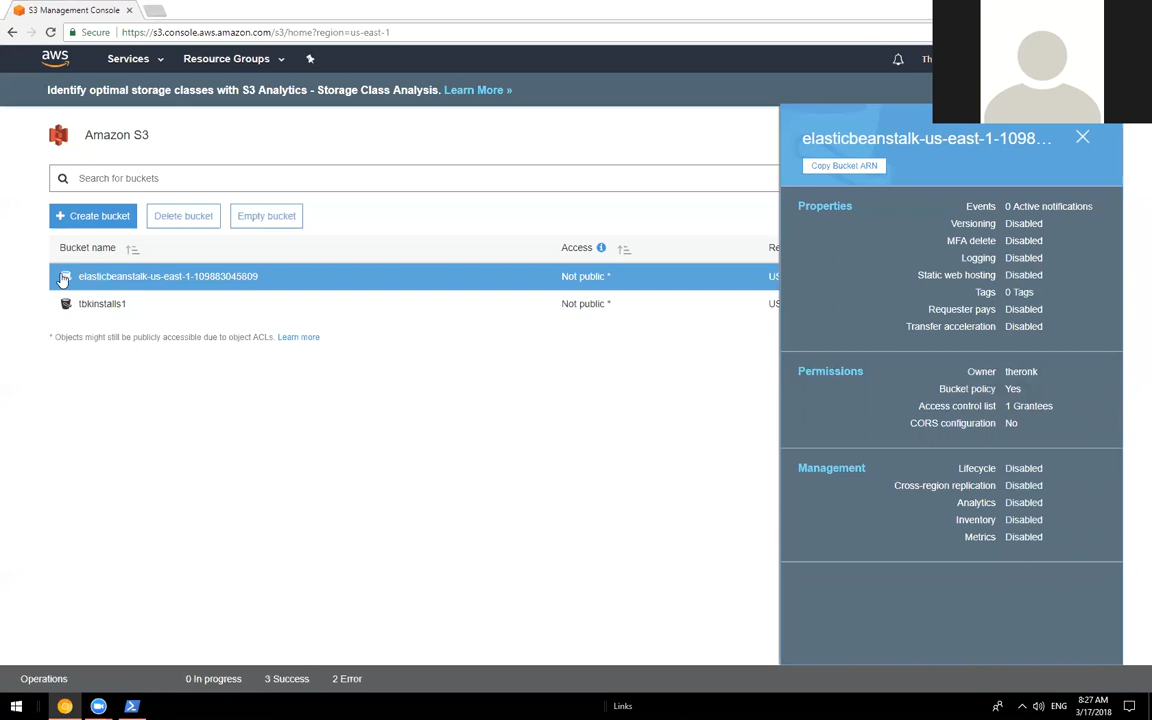 S3 Management Console
Secure https://s3.console.aws.amazon.com/s3/home?region=us-east-1
aws Services Resource Groups Th
Identify optimal storage classes with S3 Analytics - Storage Class Analysis. Learn More »
Amazon S3
Search for buckets
+ Create bucket Delete bucket Empty bucket
Bucket name Access Re
elasticbeanstalk-us-east-1-109883045809 Not public * US
tbkinstalls1 Not public * US
* Objects might still be publicly accessible due to object ACLs. Learn more
elasticbeanstalk-us-east-1-1098...
Copy Bucket ARN
Properties Events 0 Active notifications
Versioning Disabled
MFA delete Disabled
Logging Disabled
Static web hosting Disabled
Tags 0 Tags
Requester pays Disabled
Transfer acceleration Disabled
Permissions Owner theronk
Bucket policy Yes
Access control list 1 Grantees
CORS configuration No
Management Lifecycle Disabled
Cross-region replication Disabled
Analytics Disabled
Inventory Disabled
Metrics Disabled
Operations 0 In progress 3 Success 2 Error
Links ENG 8:27 AM
3/17/2018